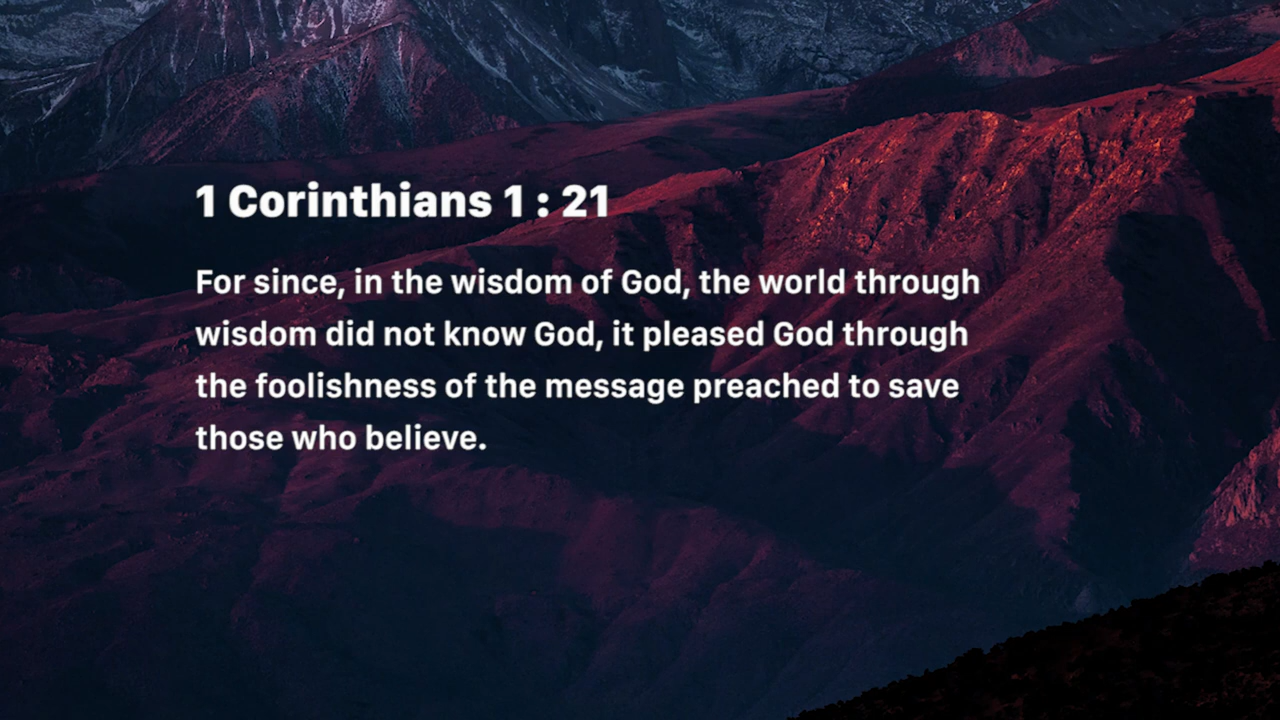 1 Corinthians 1 : 21
For since, in the wisdom of God, the world through
wisdom did not know God, it pleased God through
the foolishness of the message preached to save
those who believe.